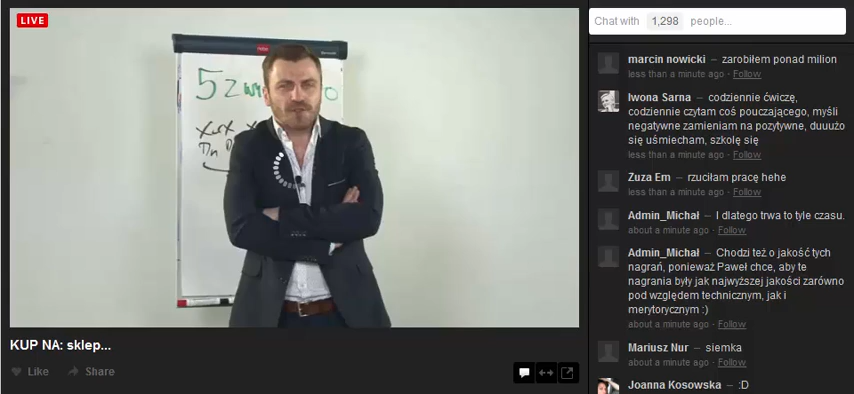 LIVE
5 z
KUP NA: sklep...
Like Share
Chat with 1,298 people...
marcin nowicki – zarobiłem ponad milion
less than a minute ago · Follow
Iwona Sarna – codziennie ćwiczę,
codziennie czytam coś pouczającego, myśli
negatywne zamieniam na pozytywne, duuużo
się uśmiecham, szkolę się
less than a minute ago · Follow
Zuza Em – rzuciłam pracę hehe
less than a minute ago · Follow
Admin_Michał – I dlatego trwa to tyle czasu.
about a minute ago · Follow
Admin_Michał – Chodzi też o jakość tych
nagrań, ponieważ Paweł chce, aby te
nagrania były jak najwyższej jakości zarówno
pod względem technicznym, jak i
merytorycznym :)
about a minute ago · Follow
Mariusz Nur – siemka
about a minute ago · Follow
Joanna Kosowska – :D